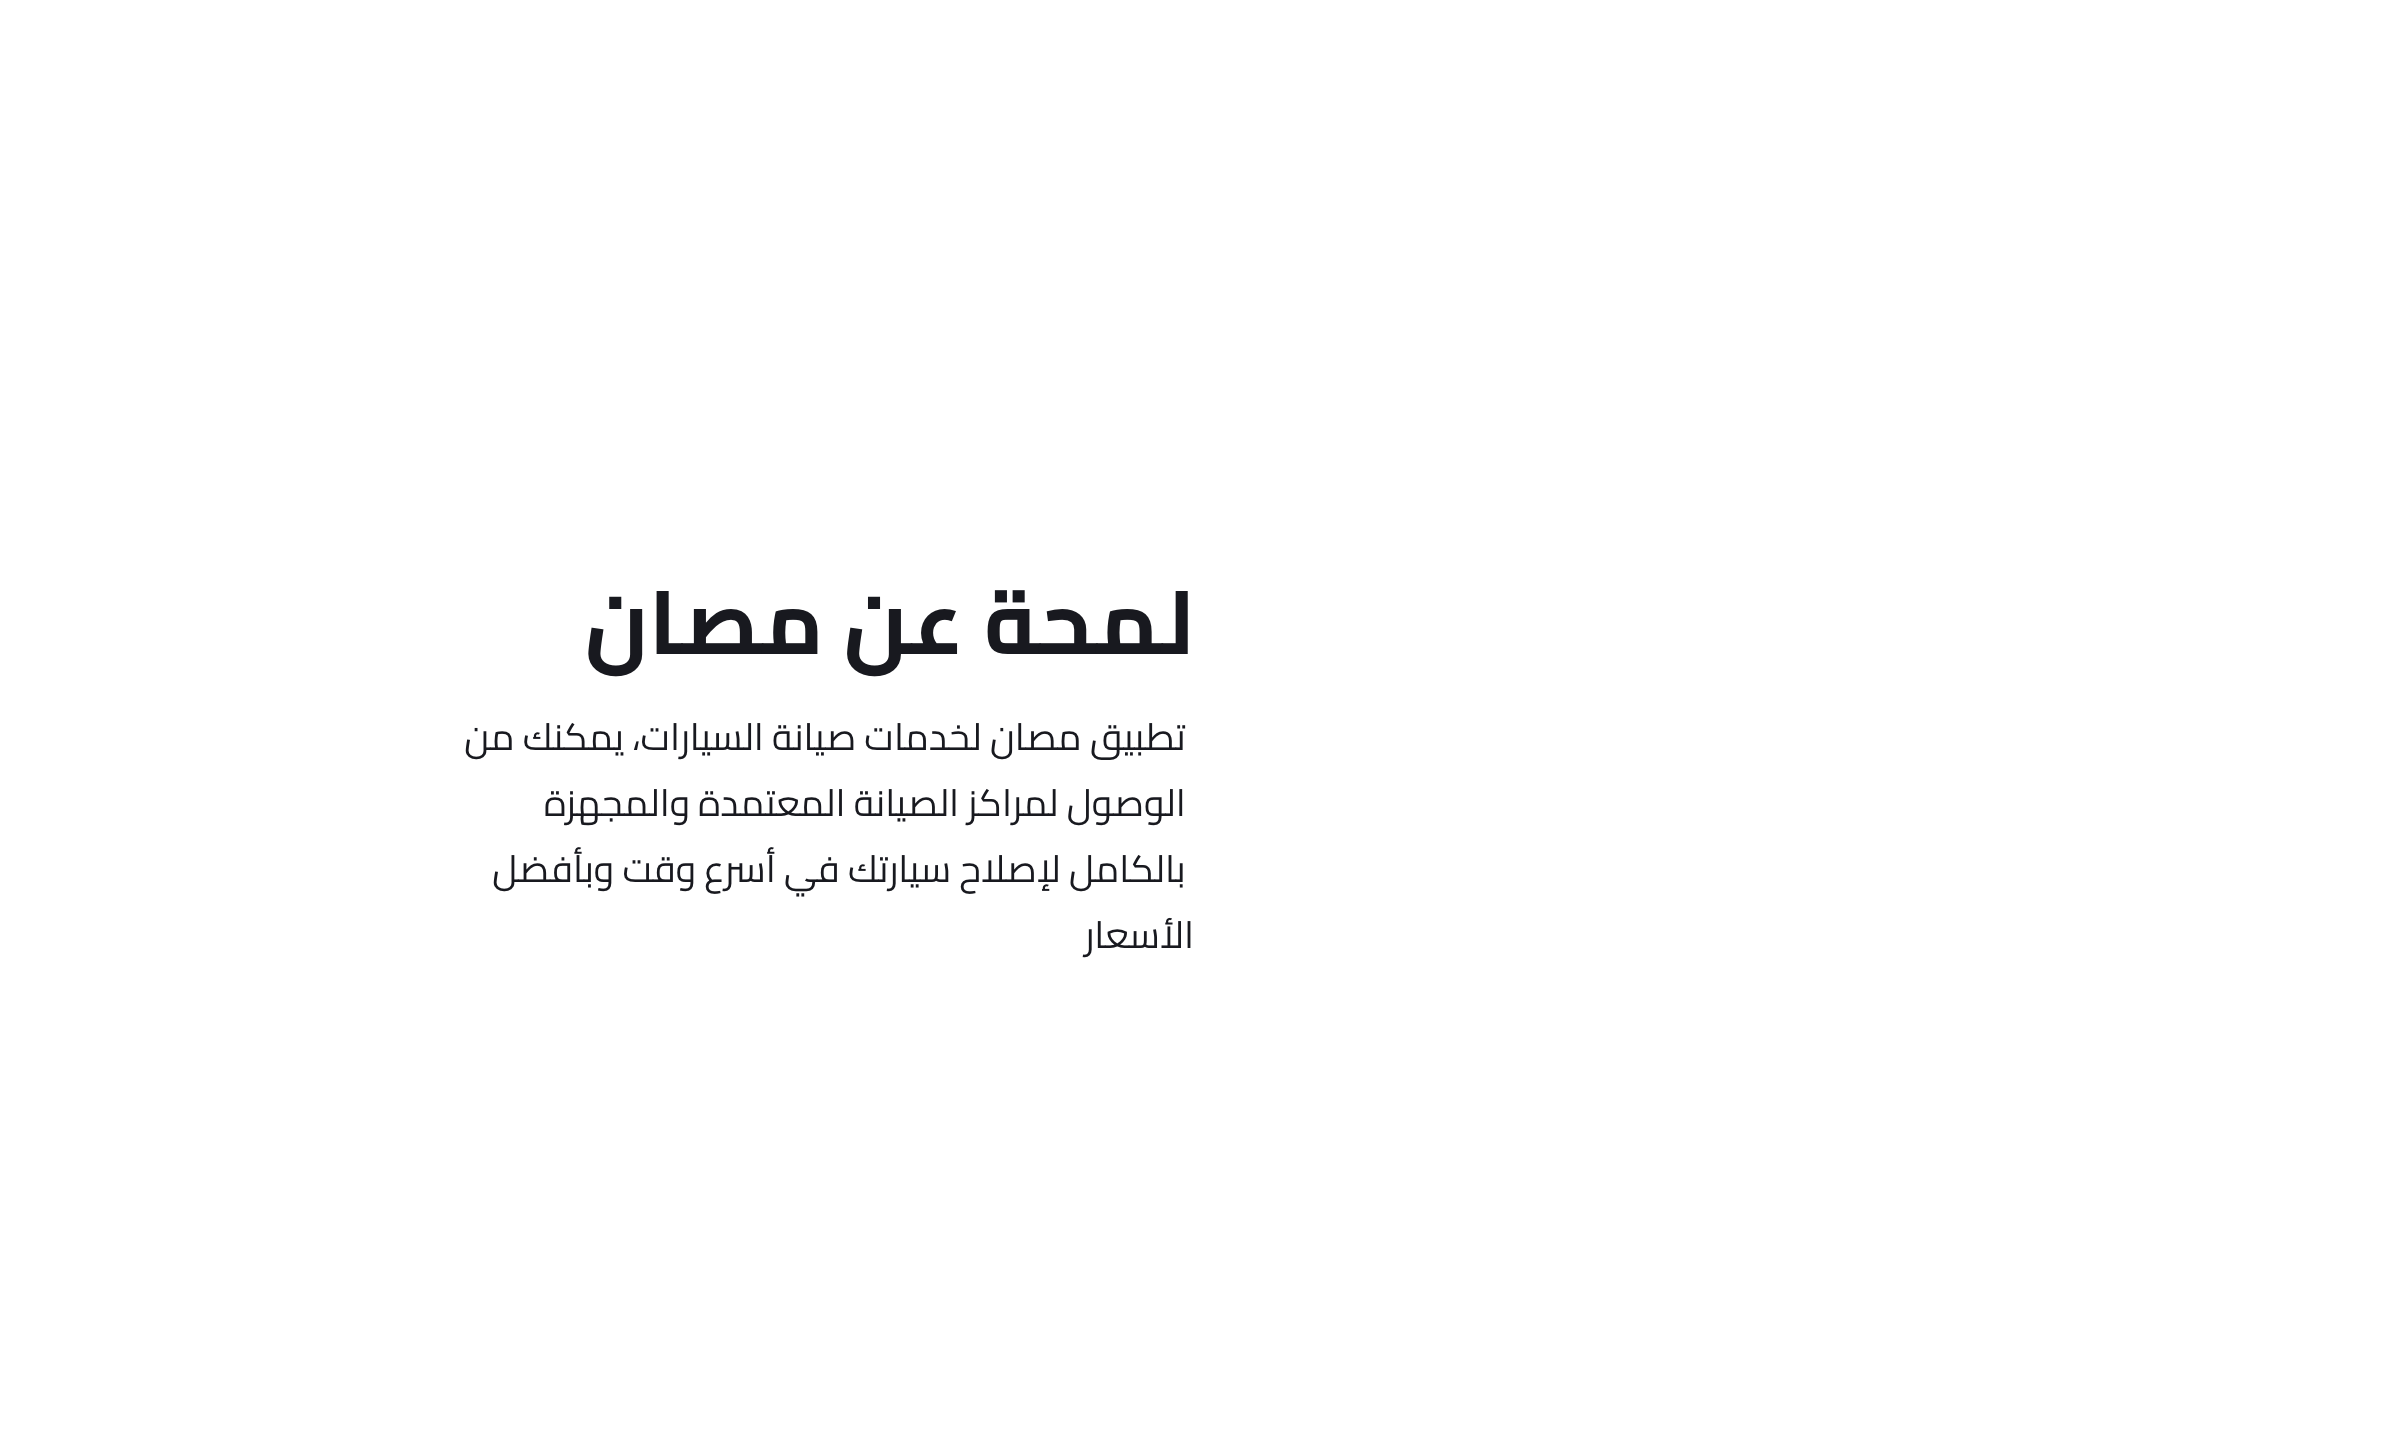 لمحة عن مصان
تطبيق مصان لخدمات صيانة السيارات، يمكنك من
الوصول لمراكز الصيانة المعتمدة والمجهزة
بالكامل لإصلاح سيارتك في أسرع وقت وبأفضل
الأسعار